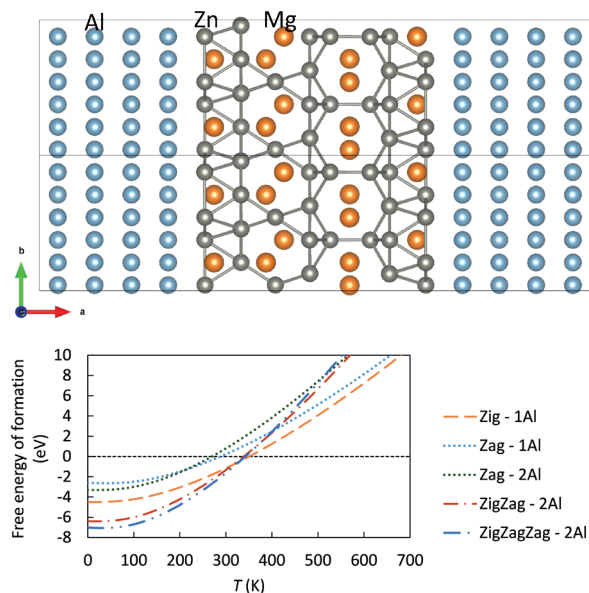 Al Zn Mg
b
a
Free energy of formation
(eV)
10
8
6
4
2
0
-2
-4
-6
-8
0 100 200 300 400 500 600 700
T (K)
Zig - 1Al
Zag - 1Al
Zag - 2Al
ZigZag - 2Al
ZigZagZag - 2Al